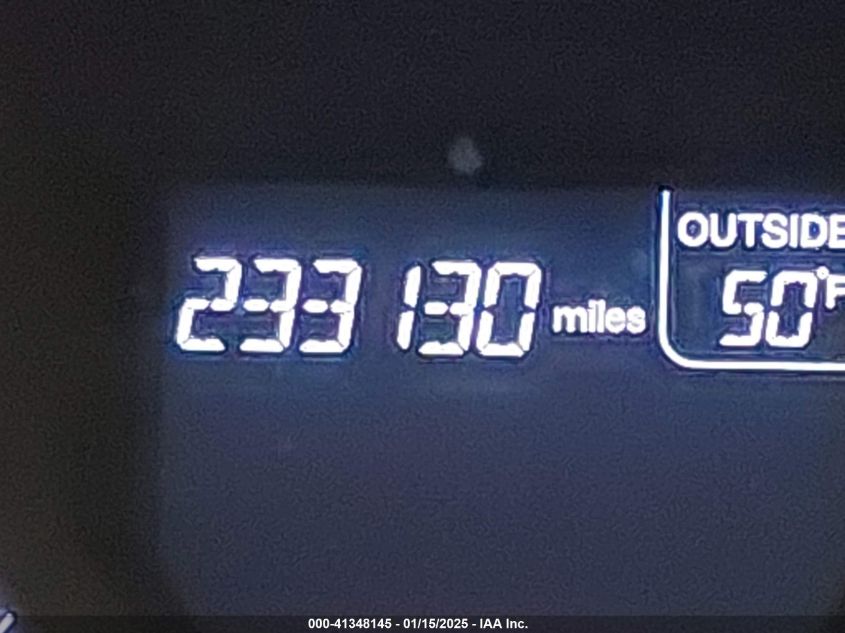 OUTSIDE
233130 miles
50°F
000-41348145 - 01/15/2025 - IAA Inc.